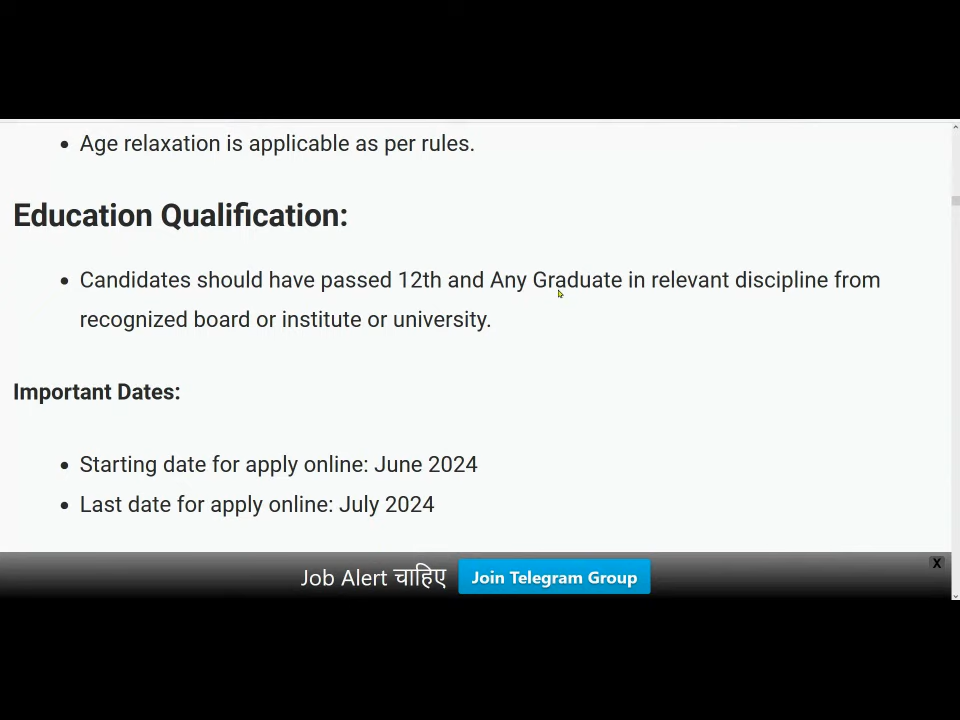 Age relaxation is applicable as per rules.
Education Qualification:
Candidates should have passed 12th and Any Graduate in relevant discipline from
recognized board or institute or university.
Important Dates:
Starting date for apply online: June 2024
Last date for apply online: July 2024
Job Alert चाहिए Join Telegram Group
X